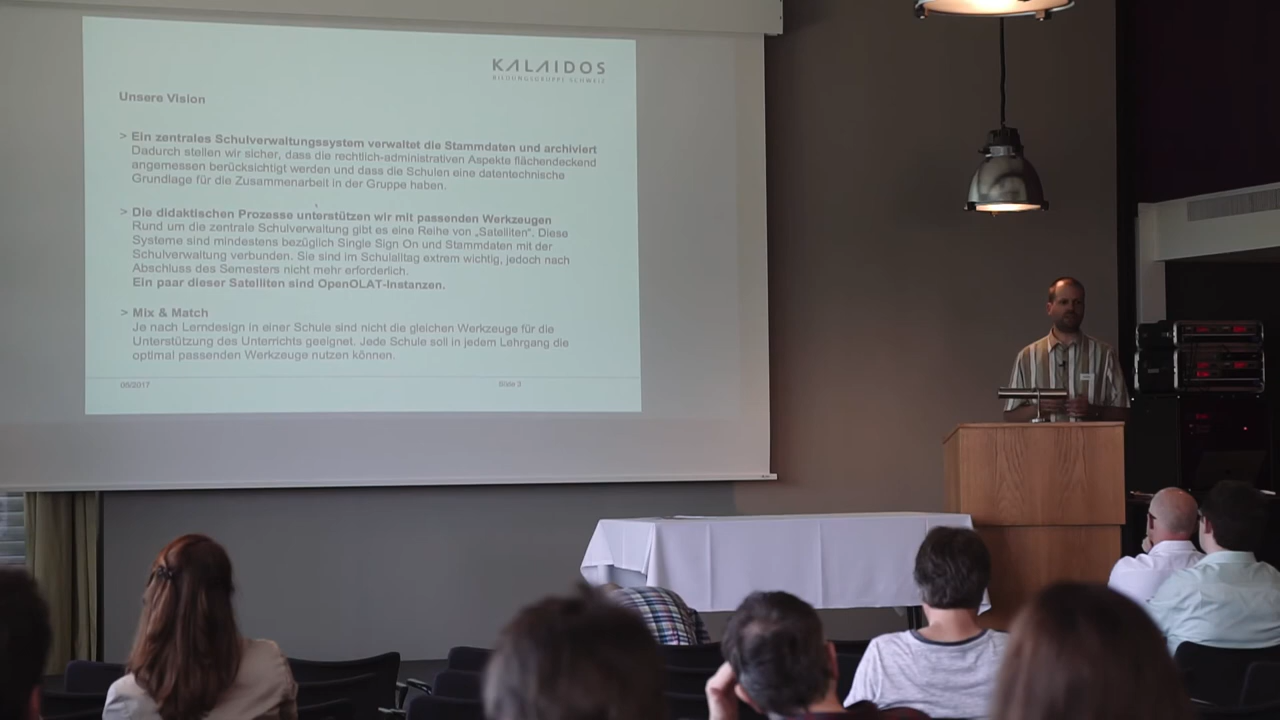 KALAIDOS
BILDUNGSGRUPPE SCHWEIZ
Unsere Vision
> Ein zentrales Schulverwaltungssystem verwaltet die Stammdaten und archiviert
Dadurch stellen wir sicher, dass die rechtlich-administrativen Aspekte flächendeckend
angemessen berücksichtigt werden und dass die Schulen eine datentechnische
Grundlage für die Zusammenarbeit in der Gruppe haben.
> Die didaktischen Prozesse unterstützen wir mit passenden Werkzeugen
Rund um die zentrale Schulverwaltung gibt es eine Reihe von „Satelliten“. Diese
Systeme sind mindestens bezüglich Single Sign On und Stammdaten mit der
Schulverwaltung verbunden. Sie sind im Schulalltag extrem wichtig, jedoch nach
Abschluss des Semesters nicht mehr erforderlich.
Ein paar dieser Satelliten sind OpenOLAT-Instanzen.
> Mix & Match
Je nach Lerndesign in einer Schule sind nicht die gleichen Werkzeuge für die
Unterstützung des Unterrichts geeignet. Jede Schule soll in jedem Lehrgang die
optimal passenden Werkzeuge nutzen können.
05/2017
Slide 3